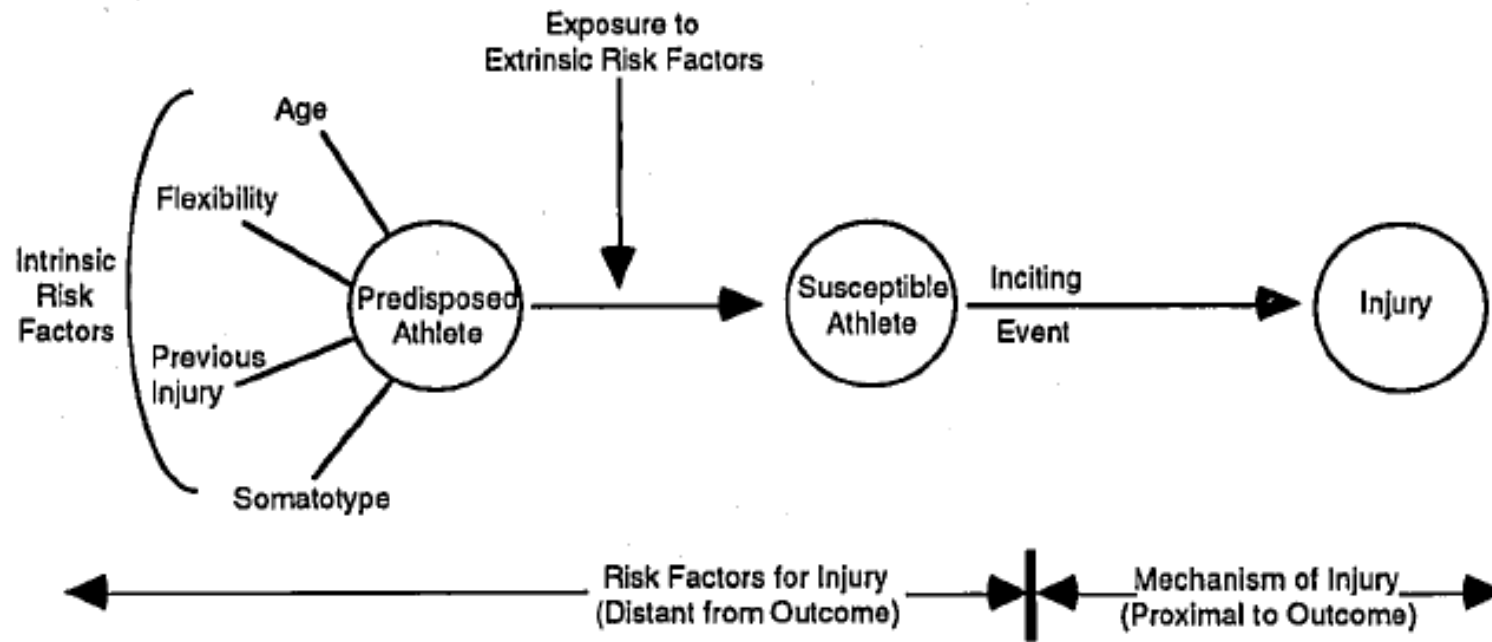 Exposure to
Extrinsic Risk Factors
Age
Flexibility
Intrinsic
Risk
Factors
Predisposed
Athlete
Previous
Injury
Somatotype
Susceptible
Athlete
Inciting
Event
Injury
Risk Factors for Injury
(Distant from Outcome)
Mechanism of Injury
(Proximal to Outcome)